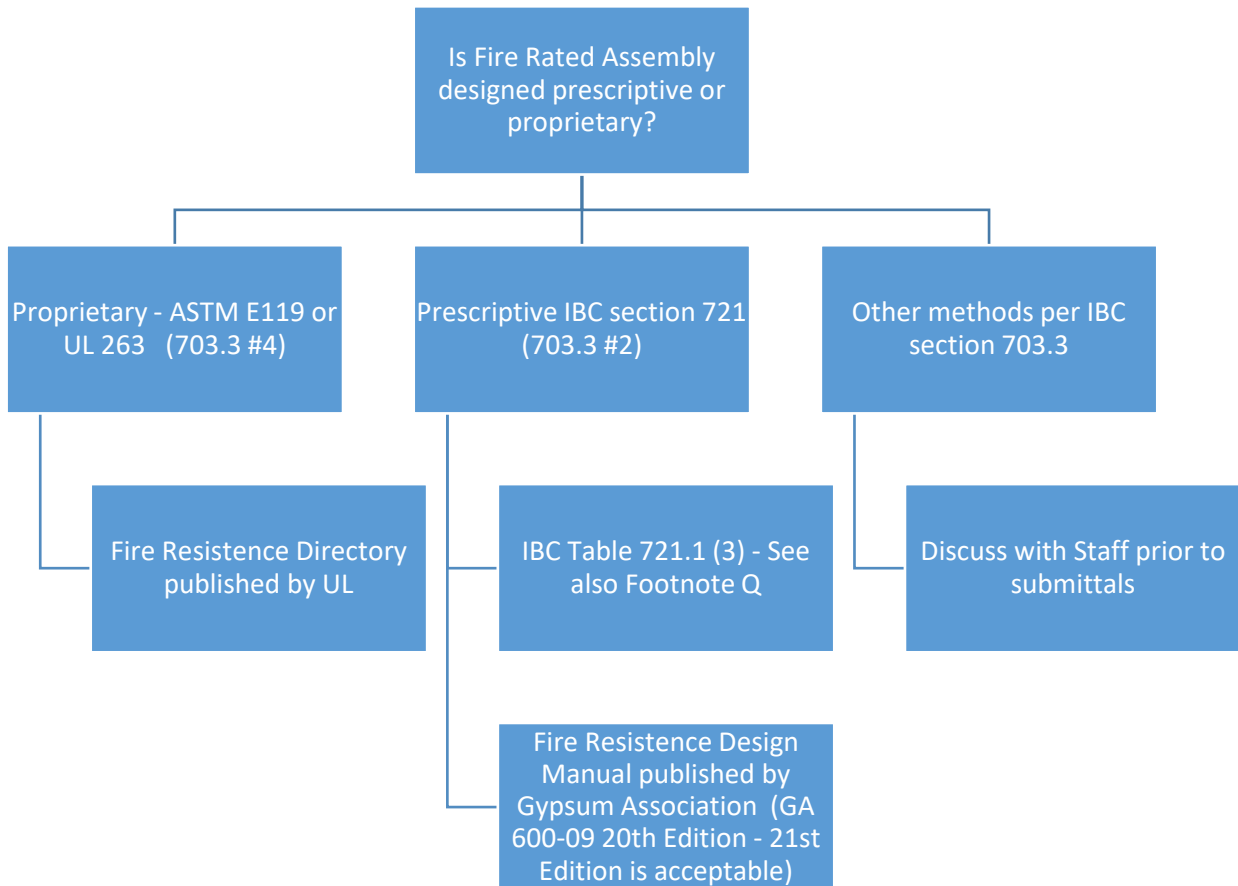 Is Fire Rated Assembly
designed prescriptive or
proprietary?
Proprietary - ASTM E119 or
UL 263 (703.3 #4)
Prescriptive IBC section 721
(703.3 #2)
Other methods per IBC
section 703.3
Fire Resistence Directory
published by UL
IBC Table 721.1 (3) - See
also Footnote Q
Discuss with Staff prior to
submittals
Fire Resistence Design
Manual published by
Gypsum Association (GA
600-09 20th Edition - 21st
Edition is acceptable)